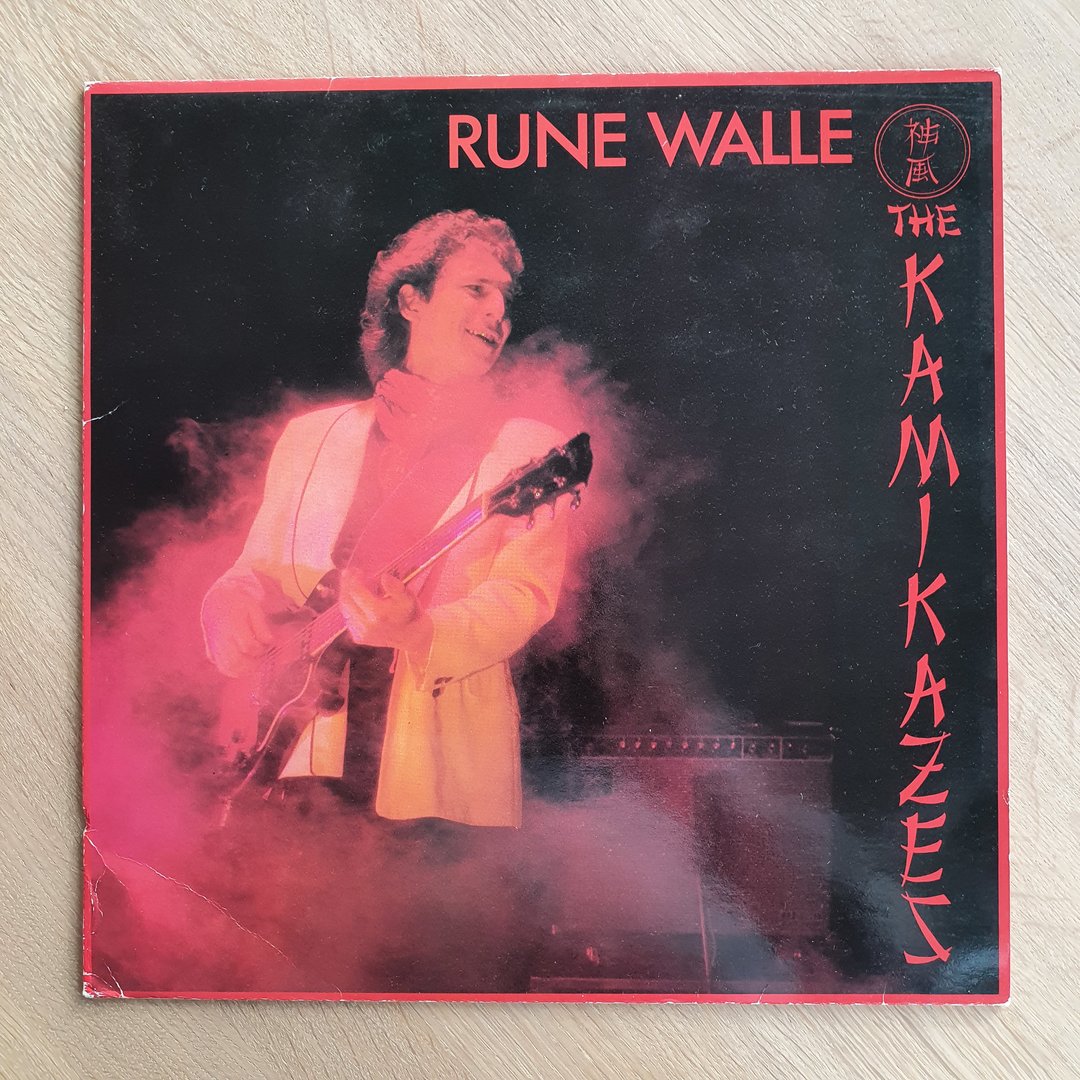 RUNE WALLE
神風
THE
KAMIKAZES